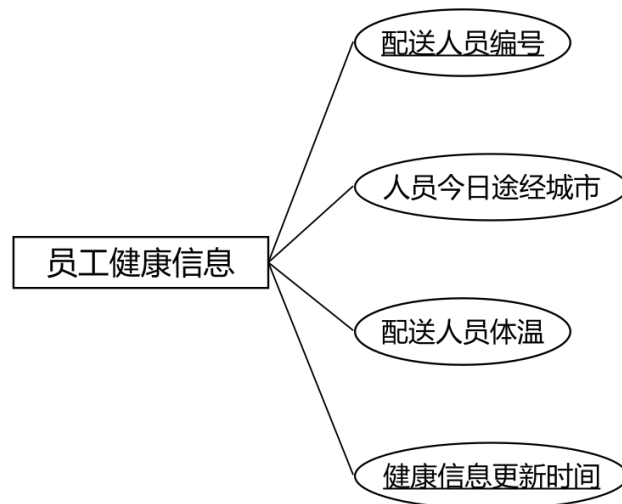 配送人员编号
人员今日途经城市
员工健康信息
配送人员体温
健康信息更新时间